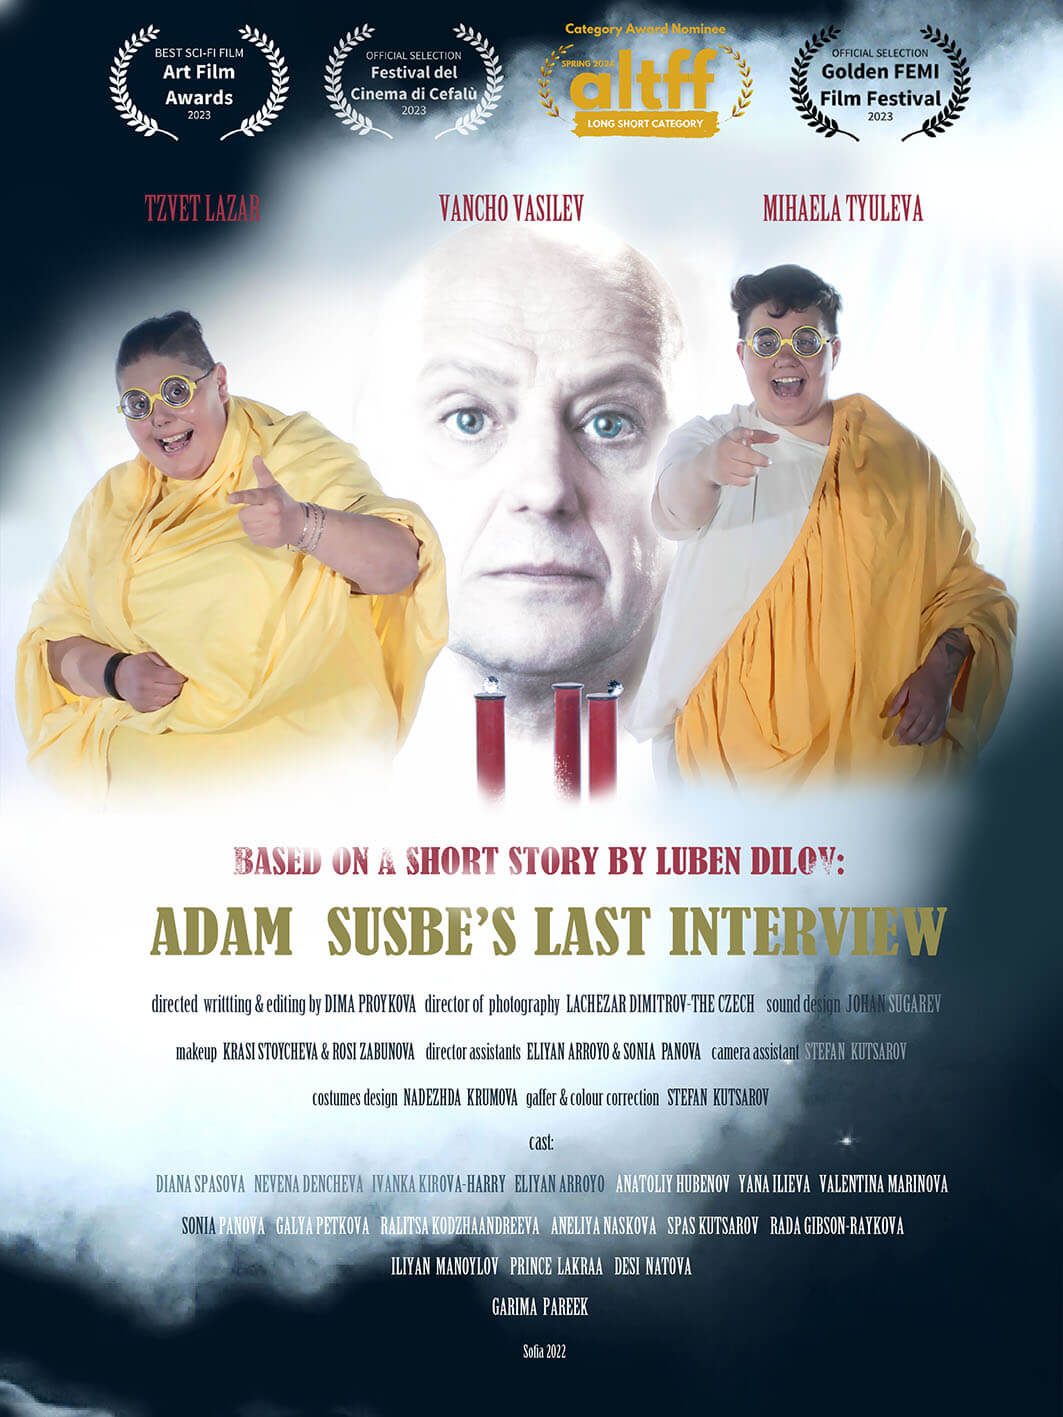 BEST SCI-FI FILM
Art Film
Awards
2023
OFFICIAL SELECTION
Festival del
Cinema di Cefalù
2023
Category Award Nominee
SPRING 2024
altff
LONG SHORT CATEGORY
OFFICIAL SELECTION
Golden FEMI
Film Festival
2023
TZVET LAZAR VANCHO VASILEV MIHAELA TYULEVA
BASED ON A SHORT STORY BY LUBEN DILOV:
ADAM SUSBE'S LAST INTERVIEW
directed writtting & editing by DIMA PROYKOVA director of photography LACHEZAR DIMITROV-THE CZECH sound design JOHAN SUGAREV
makeup KRASI STOYCHEVA & ROSI ZABUNOVA director assistants ELIYAN ARROYO & SONIA PANOVA camera assistant STEFAN KUTSAROV
costumes design NADEZHDA KRUMOVA gaffer & colour correction STEFAN KUTSAROV
cast:
DIANA SPASOVA NEVENA DENCHEVA IVANKA KIROVA-HARRY ELIYAN ARROYO ANATOLIY HUBENOV YANA ILIEVA VALENTINA MARINOVA
SONIA PANOVA GALYA PETKOVA RALITSA KODZHAANDREEVA ANELIYA NASKOVA SPAS KUTSAROV RADA GIBSON-RAYKOVA
ILIYAN MANOYLOV PRINCE LAKRAA DESI NATOVA
GARIMA PAREEK
Sofia 2022